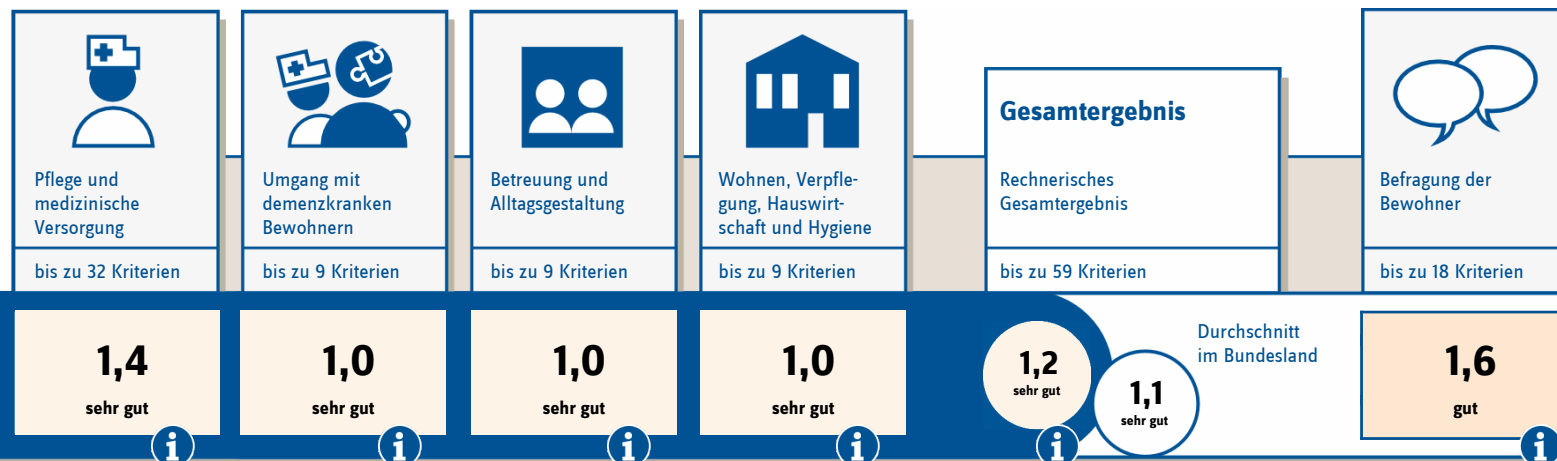 Pflege und
medizinische
Versorgung
bis zu 32 Kriterien
1,4
sehr gut
Umgang mit
demenzkranken
Bewohnern
bis zu 9 Kriterien
1,0
sehr gut
Betreuung und
Alltagsgestaltung
bis zu 9 Kriterien
1,0
sehr gut
Wohnen, Verpfle-
gung, Hauswirt-
schaft und Hygiene
bis zu 9 Kriterien
1,0
sehr gut
Gesamtergebnis
Rechnerisches
Gesamtergebnis
bis zu 59 Kriterien
1,2
sehr gut
1,1
sehr gut
Durchschnitt
im Bundesland
Befragung der
Bewohner
bis zu 18 Kriterien
1,6
gut